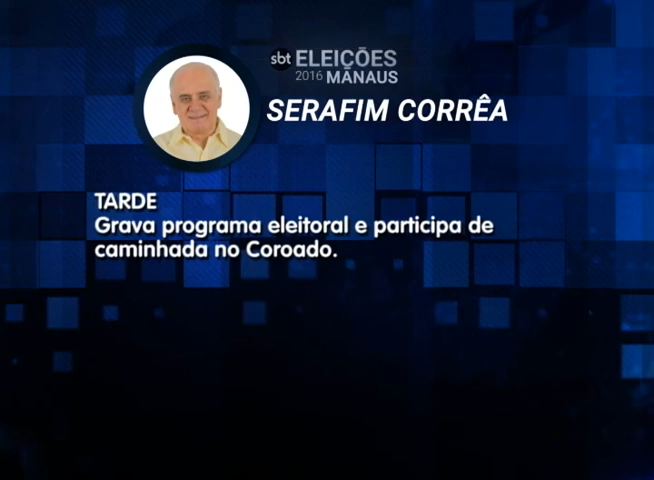 sbt ELEIÇÕES
2016 MANAUS
SERAFIM CORRÊA
TARDE
Grava programa eleitoral e participa de
caminhada no Coroado.